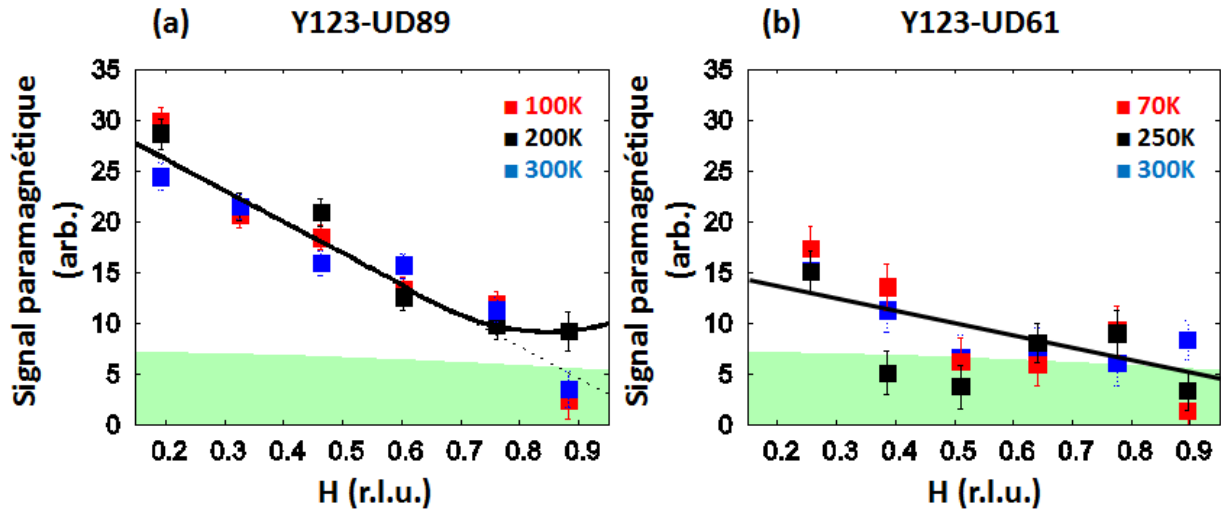 (a) Y123-UD89
Signal paramagnétique
(arb.)
35
30
25
20
15
10
5
0
100K
200K
300K
0.2 0.3 0.4 0.5 0.6 0.7 0.8 0.9
H (r.l.u.)
(b) Y123-UD61
Signal paramagnétique
(arb.)
35
30
25
20
15
10
5
0
70K
250K
300K
0.2 0.3 0.4 0.5 0.6 0.7 0.8 0.9
H (r.l.u.)